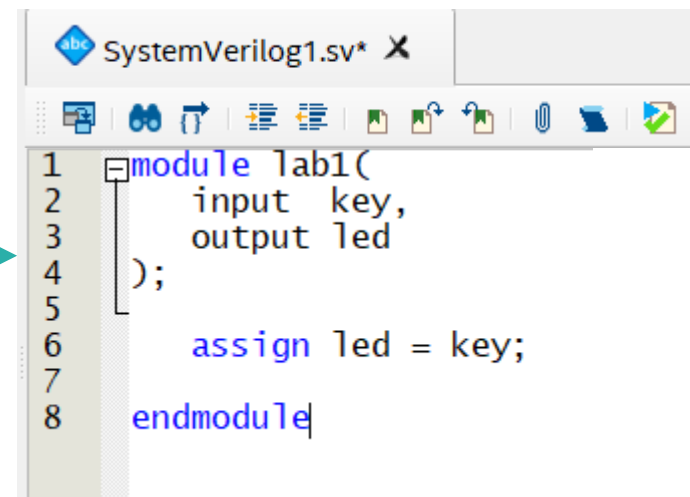 abc SystemVerilog1.sv* X
1 module lab1(
2    input  key,
3    output led
4 );
5
6    assign led = key;
7
8 endmodule